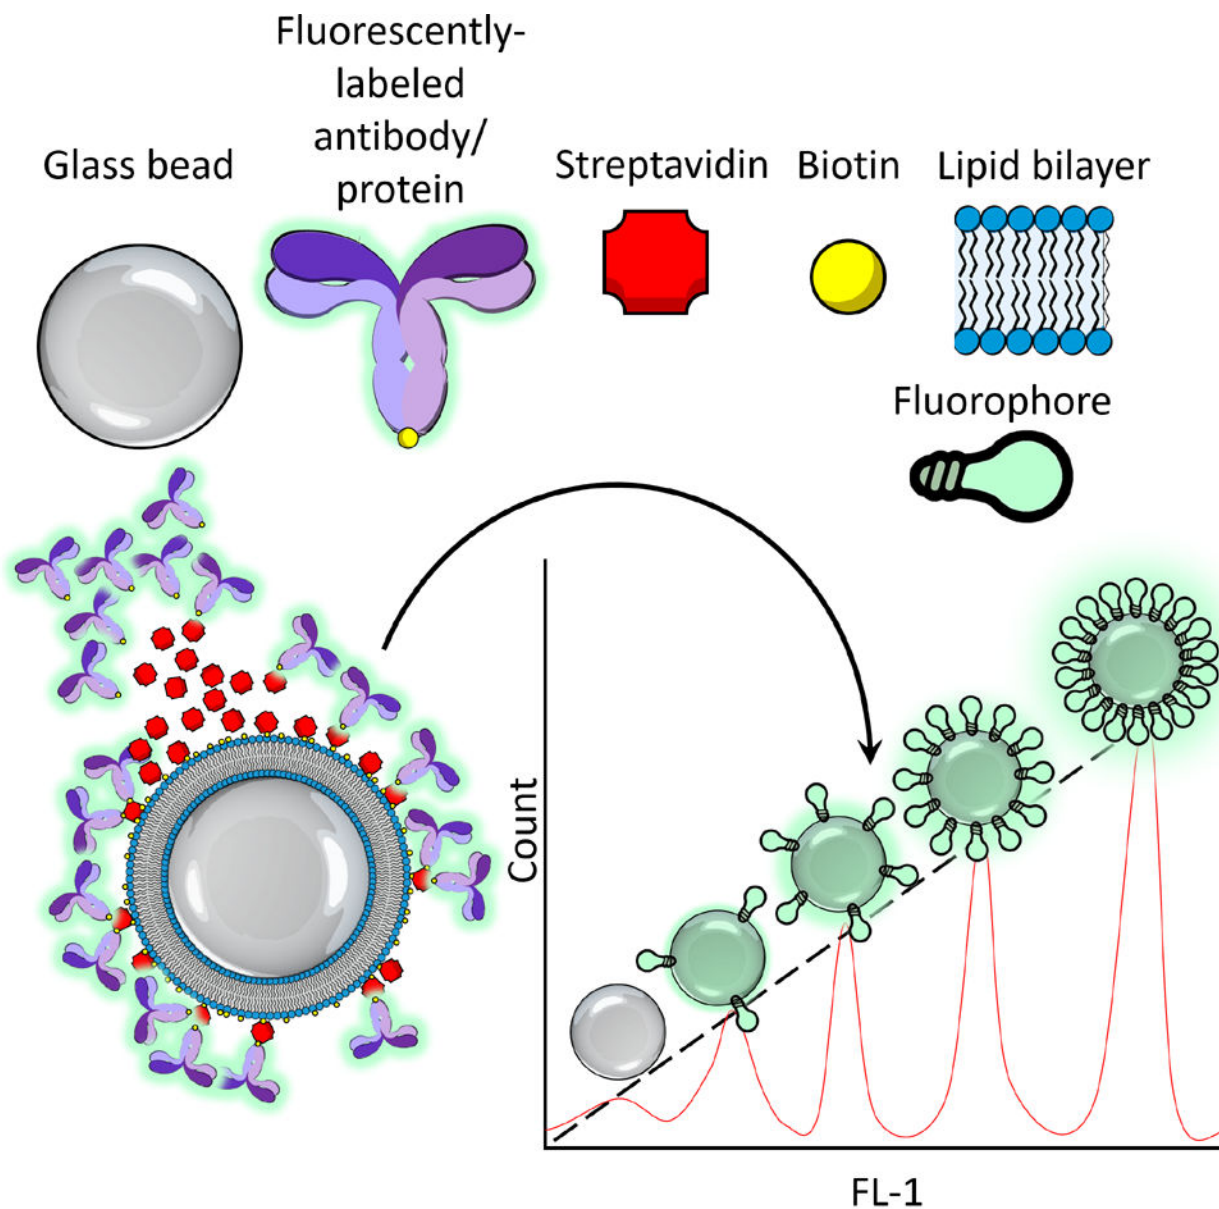 Fluorescently-
labeled
antibody/
protein
Glass bead
Streptavidin
Biotin
Lipid bilayer
Fluorophore
Count
FL-1